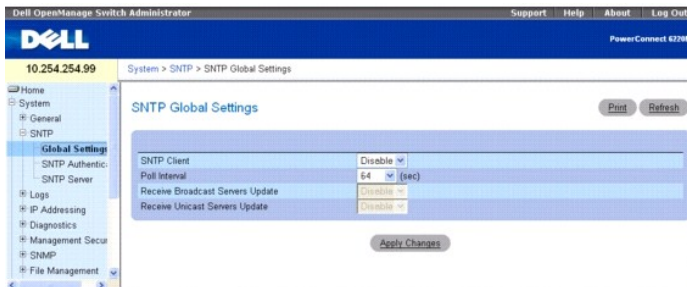 Dell OpenManage Switch Administrator
Support Help About Log Out
DELL
PowerConnect
10.254.254.99
System > SNTP > SNTP Global Settings
Home
System
General
SNTP
Global Settings
SNTP Authentic
SNTP Server
Logs
IP Addressing
Diagnostics
Management Secur
SNMP
File Management
SNTP Global Settings
Print Refresh
SNTP Client Disable
Poll Interval 64 (sec)
Receive Broadcast Servers Update Disable
Receive Unicast Servers Update Disable
Apply Changes